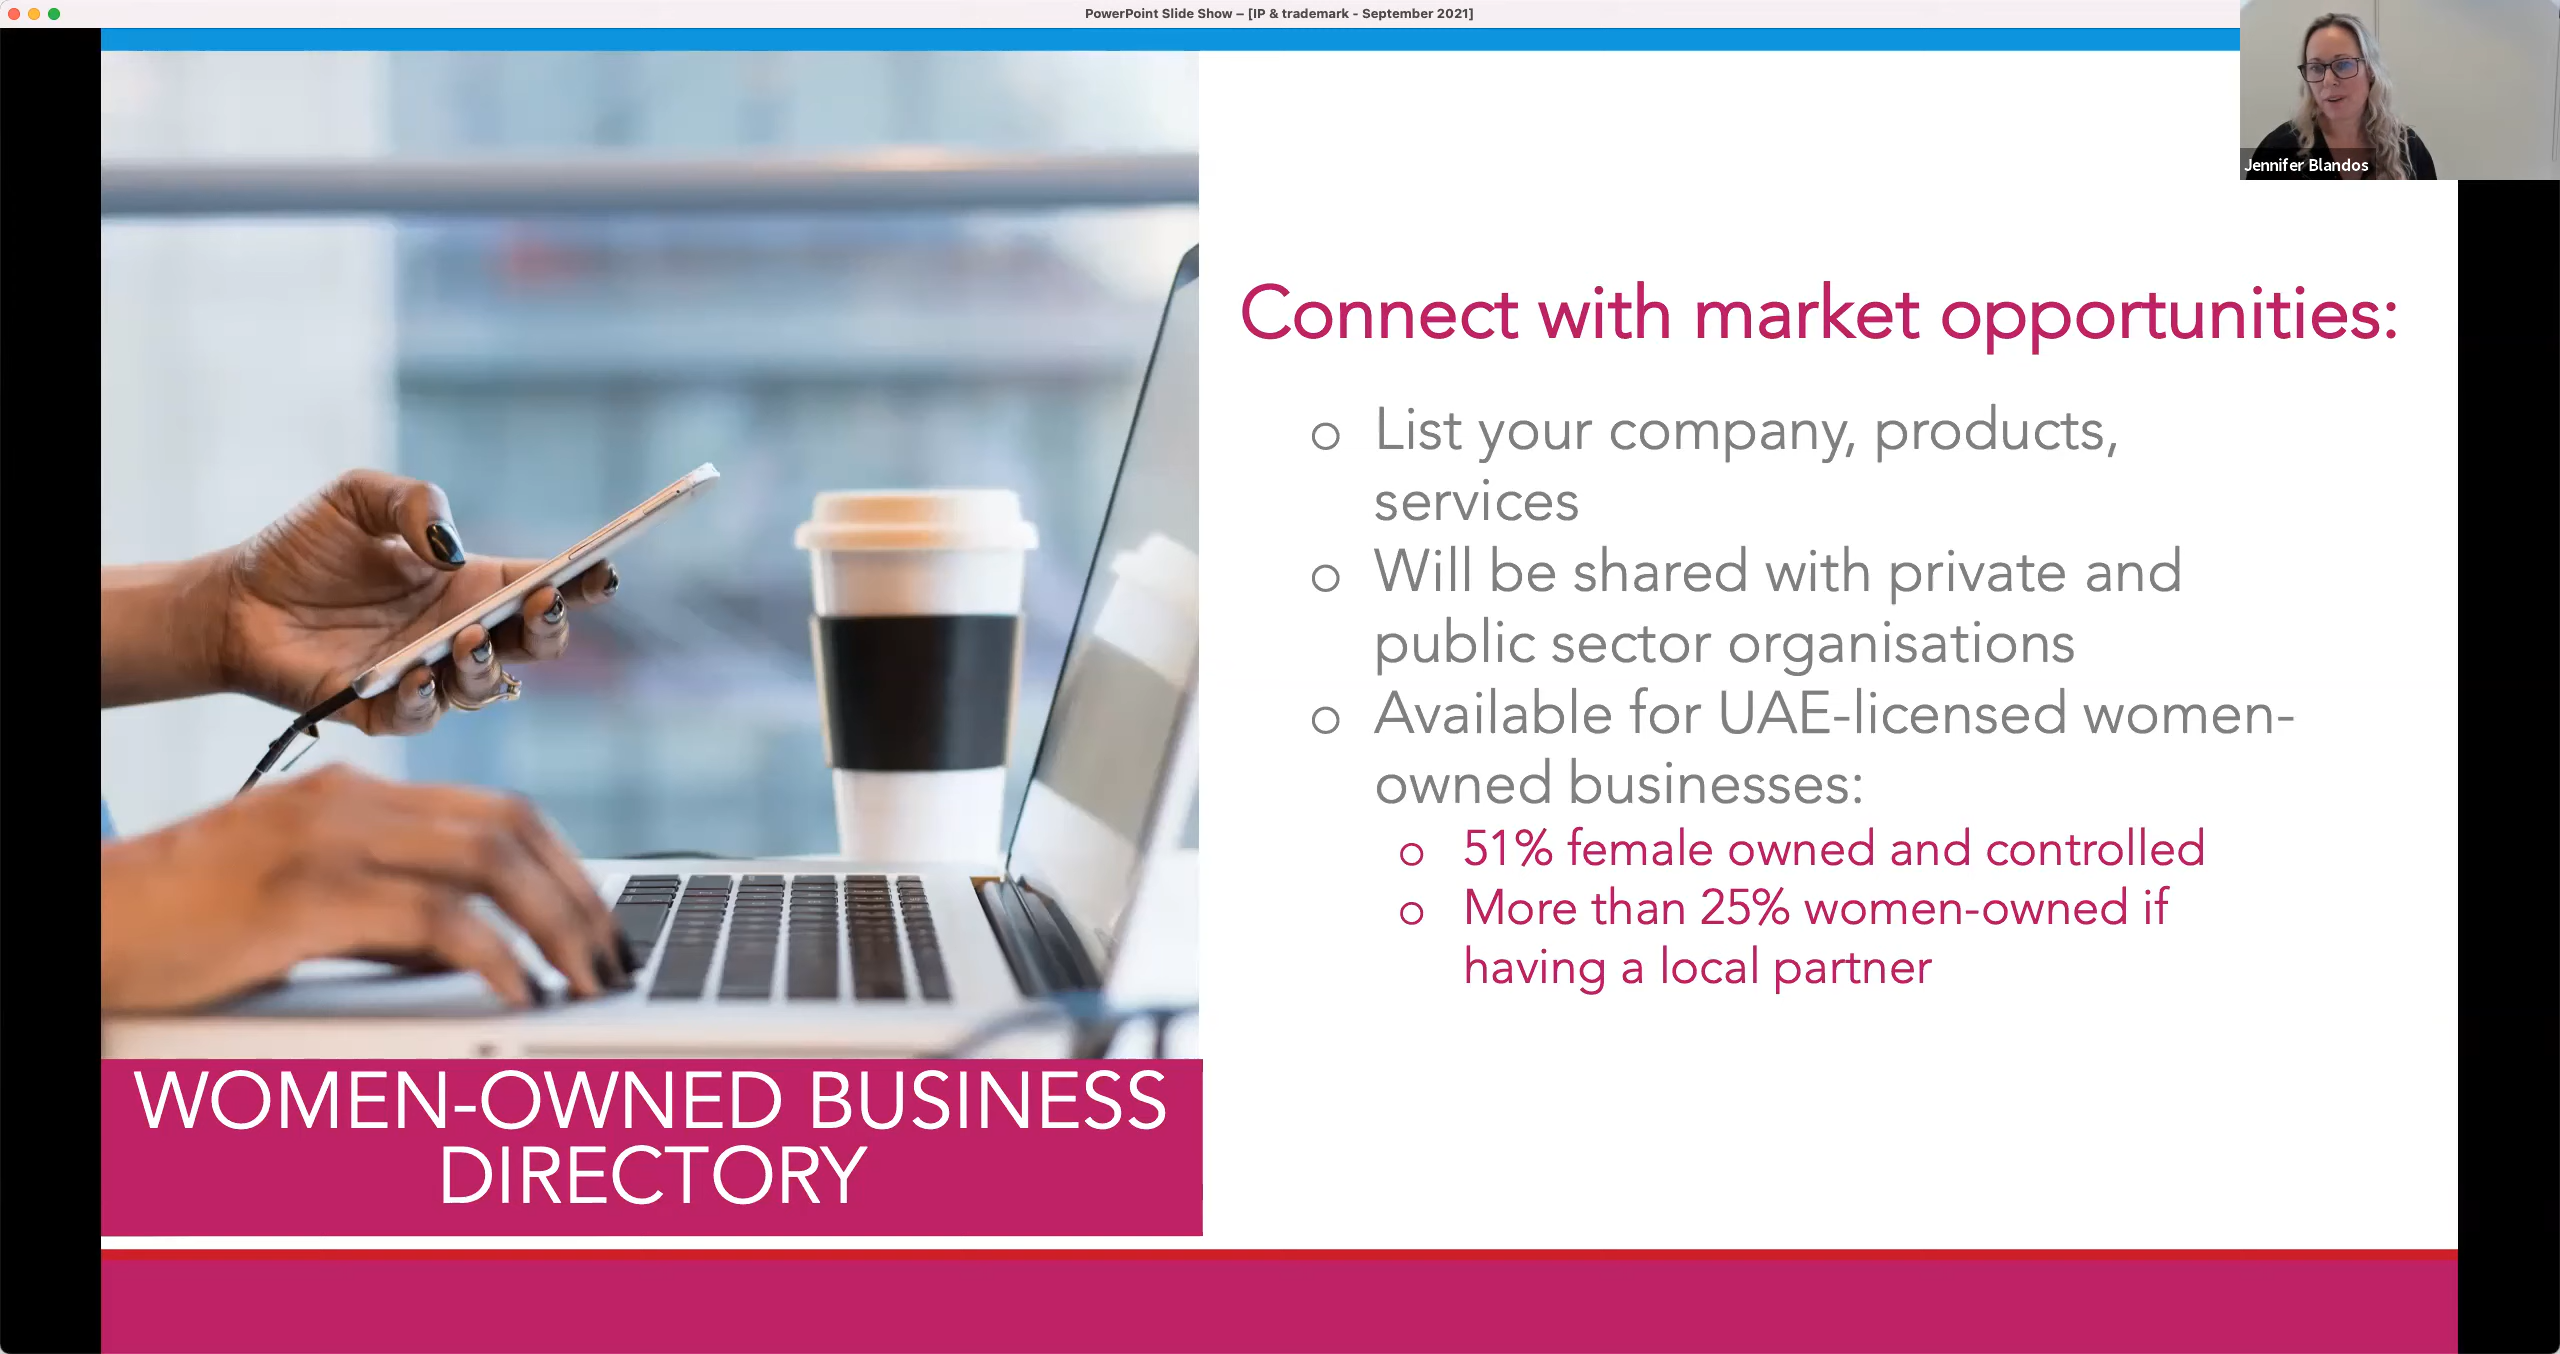 PowerPoint Slide Show – [IP & trademark - September 2021]
Jennifer Blandos
Connect with market opportunities:
o List your company, products,
services
o Will be shared with private and
public sector organisations
o Available for UAE-licensed women-
owned businesses:
o 51% female owned and controlled
o More than 25% women-owned if
having a local partner
WOMEN-OWNED BUSINESS
DIRECTORY